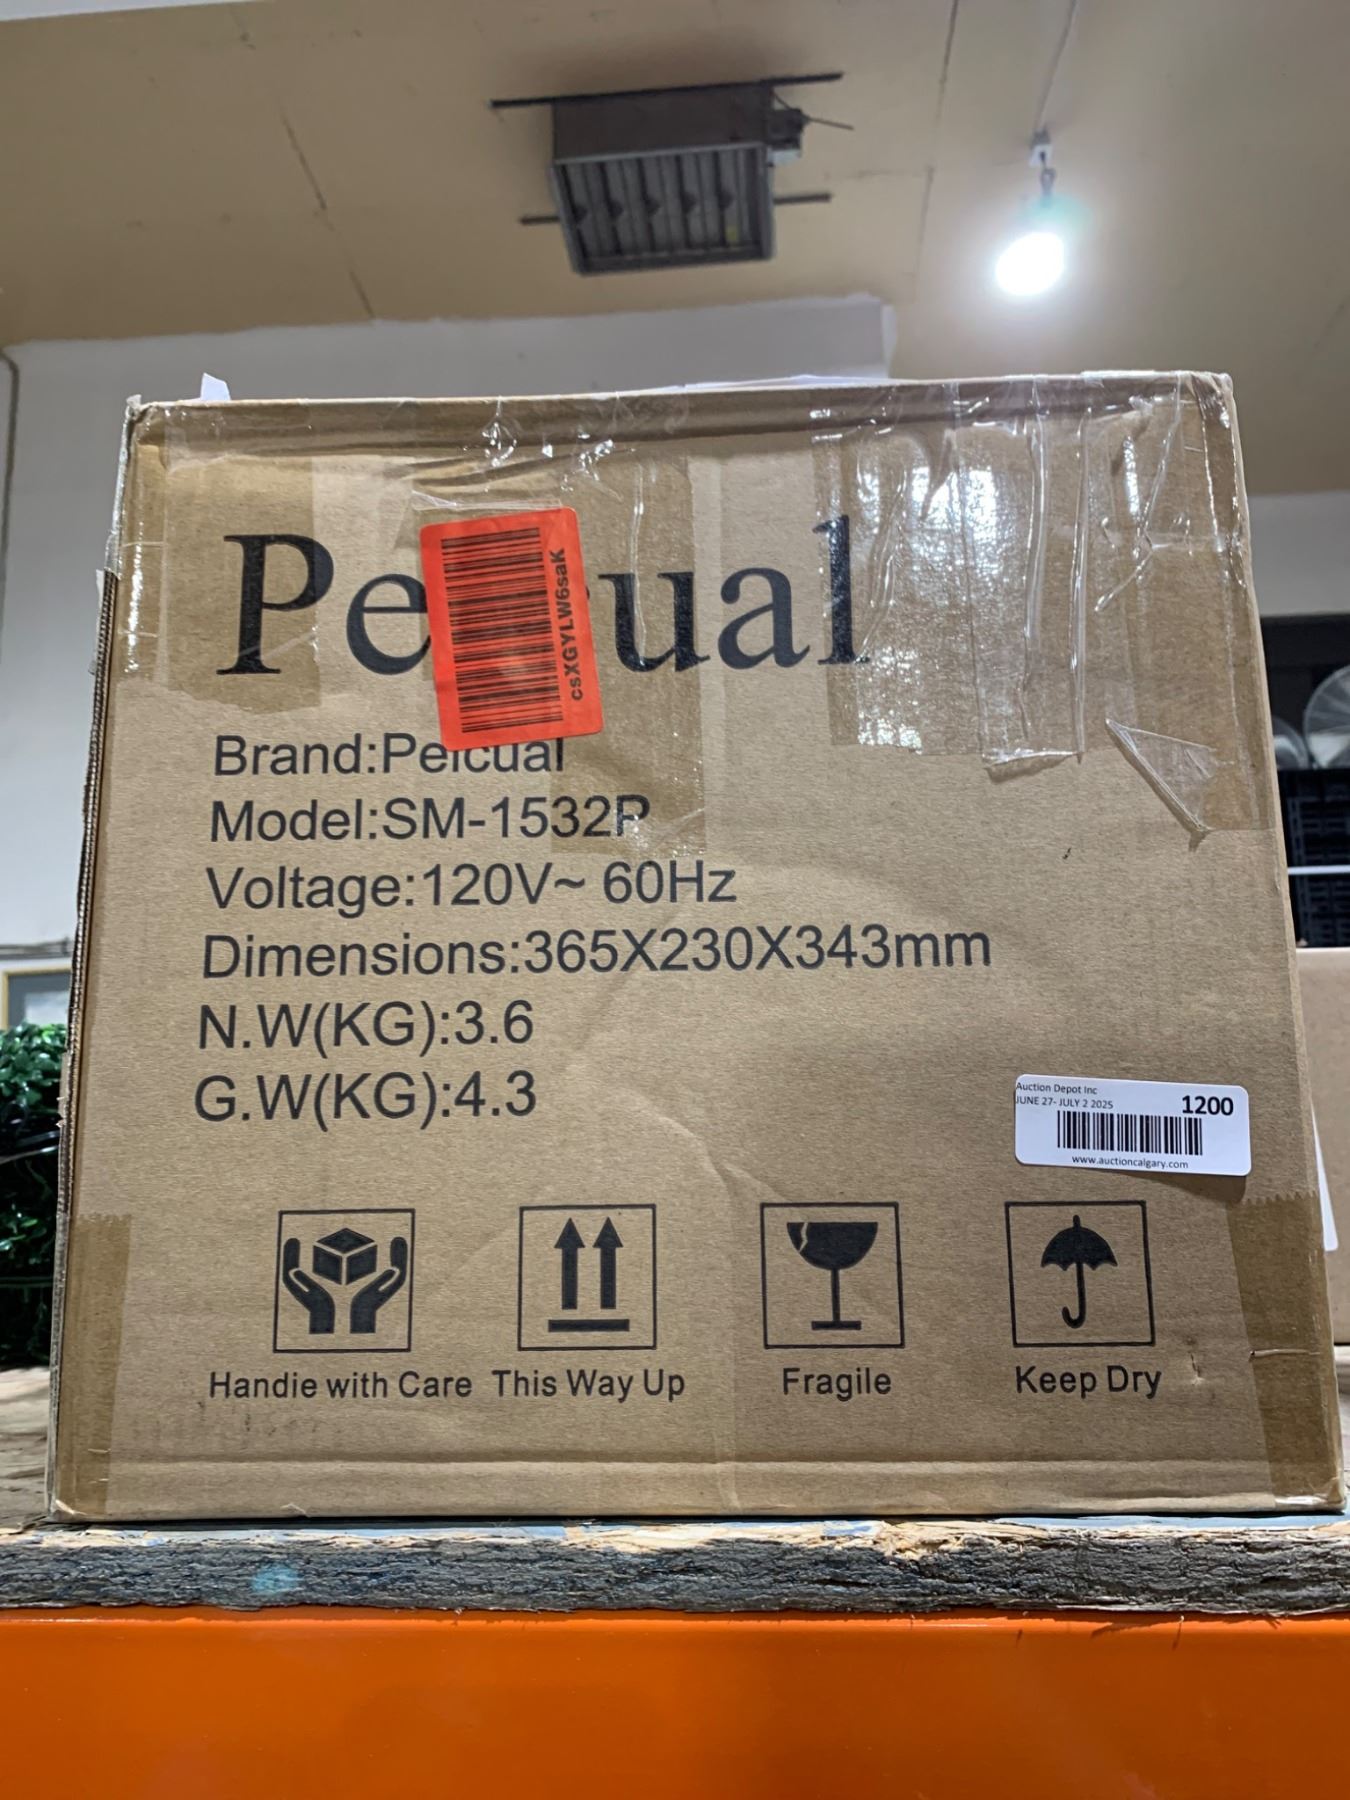 Pe ual
csXGYLW6saK
Brand:
Model:SM-1532P
Voltage:120V~ 60Hz
Dimensions:365X230X343mm
N.W(KG):3.6
G.W(KG):4.3
Auction Depot Inc
JUNE 27- JULY 2 2025
1200
www.auctioncalgary.com
Handie with Care
This Way Up
Fragile
Keep Dry